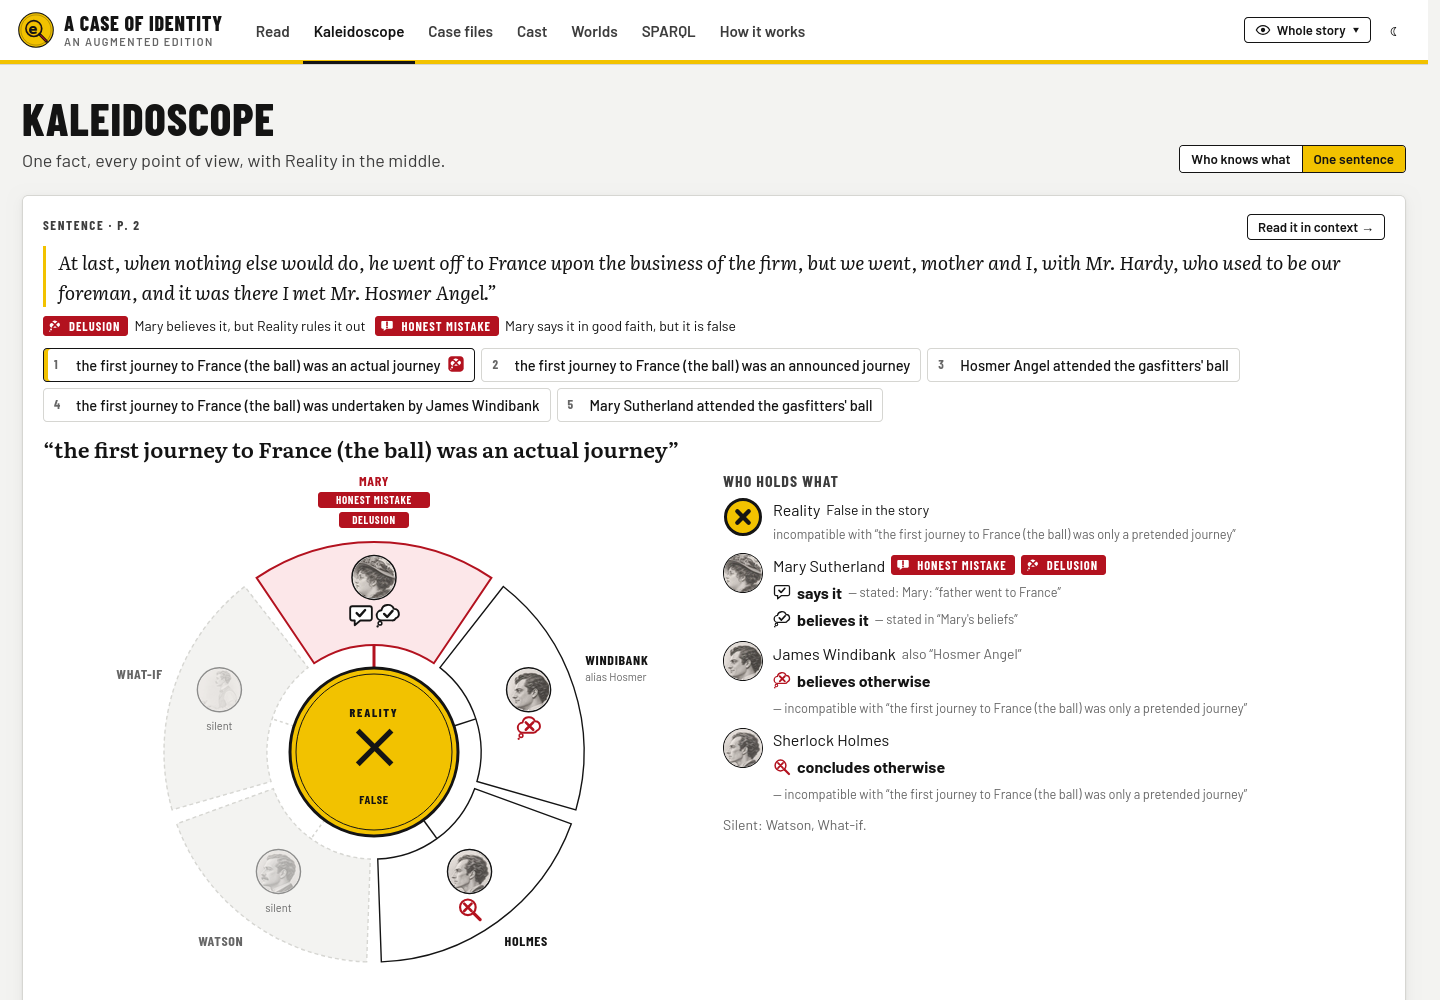 A CASE OF IDENTITY
AN AUGMENTED EDITION
Read
Kaleidoscope
Case files
Cast
Worlds
SPARQL
How it works
Whole story ▾
KALEIDOSCOPE
One fact, every point of view, with Reality in the middle.
Who knows what
One sentence
SENTENCE · P. 2
Read it in context →
At last, when nothing else would do, he went off to France upon the business of the firm, but we went, mother and I, with Mr. Hardy, who used to be our
foreman, and it was there I met Mr. Hosmer Angel.”
DELUSION Mary believes it, but Reality rules it out
HONEST MISTAKE Mary says it in good faith, but it is false
1 the first journey to France (the ball) was an actual journey
2 the first journey to France (the ball) was an announced journey
3 Hosmer Angel attended the gasfitters' ball
4 the first journey to France (the ball) was undertaken by James Windibank
5 Mary Sutherland attended the gasfitters' ball
“the first journey to France (the ball) was an actual journey”
MARY
HONEST MISTAKE
DELUSION
WINDIBANK
alias Hosmer
WHAT-IF
silent
REALITY
FALSE
silent
WATSON
HOLMES
WHO HOLDS WHAT
Reality False in the story
incompatible with “the first journey to France (the ball) was only a pretended journey”
Mary Sutherland HONEST MISTAKE DELUSION
says it — stated: Mary: “father went to France”
believes it — stated in “Mary's beliefs”
James Windibank also “Hosmer Angel”
believes otherwise
— incompatible with “the first journey to France (the ball) was only a pretended journey”
Sherlock Holmes
concludes otherwise
— incompatible with “the first journey to France (the ball) was only a pretended journey”
Silent: Watson, What-if.